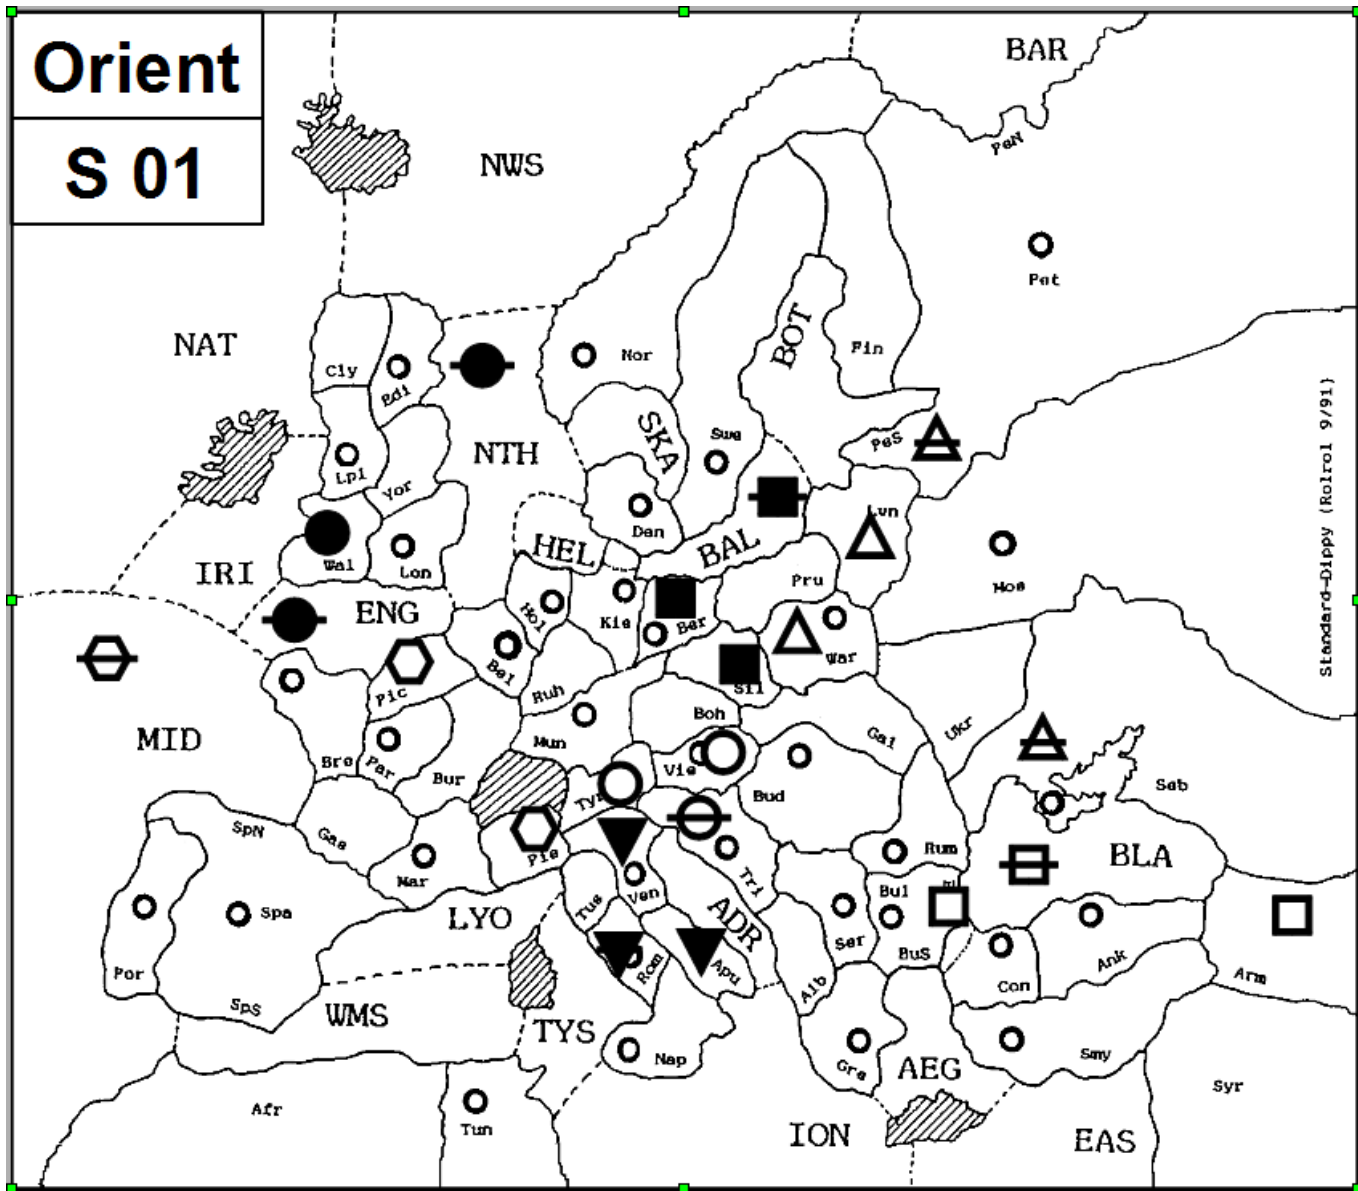 Orient
S 01
BAR
PeN
NWS
Pet
NAT
Cly
Edi
Nor
BOT
Fin
SKA
Swe
PeS
NTH
Lpl
Yor
Lvn
Den
HEL
BAL
Mos
IRI
Wal
Lon
Pru
ENG
Hol
Kie
Ber
War
Bel
Pic
Ruh
Sil
MID
Boh
Gal
Ukr
Mun
Bre
Par
Bur
Vie
Tyr
Bud
Seb
SpN
Gas
Pie
Rum
BLA
Mar
Tri
Ven
Tus
Bul
LYO
ADR
Spa
Ser
BuS
Por
Rom
Apu
Alb
Con
Ank
Arm
SpS
WMS
TYS
Nap
Gre
AEG
Smy
Syr
Afr
Tun
ION
EAS
Standard-Dippy (Rolrol 9/91)